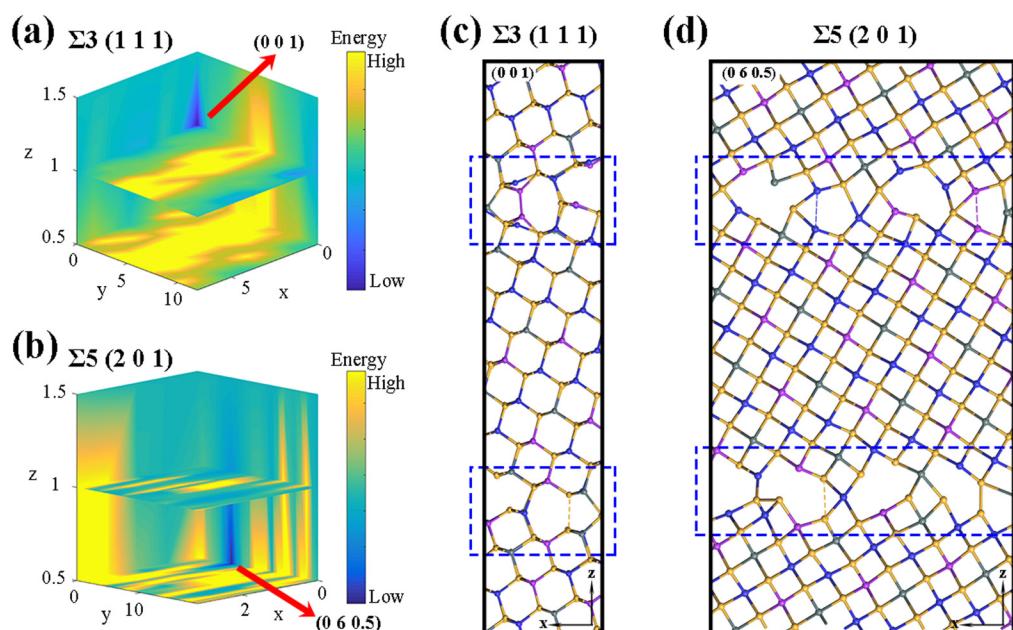 (a)
Σ3 (1 1 1)
(0 0 1)
Energy
High
Low
1.5
z
1
0.5
0
5
y
10
5
x
0
(b)
Σ5 (2 0 1)
Energy
High
Low
1.5
z
1
0.5
0
y
10
2
x
0
(0 6 0.5)
(c)
Σ3 (1 1 1)
(0 0 1)
z
x
(d)
Σ5 (2 0 1)
(0 6 0.5)
z
x